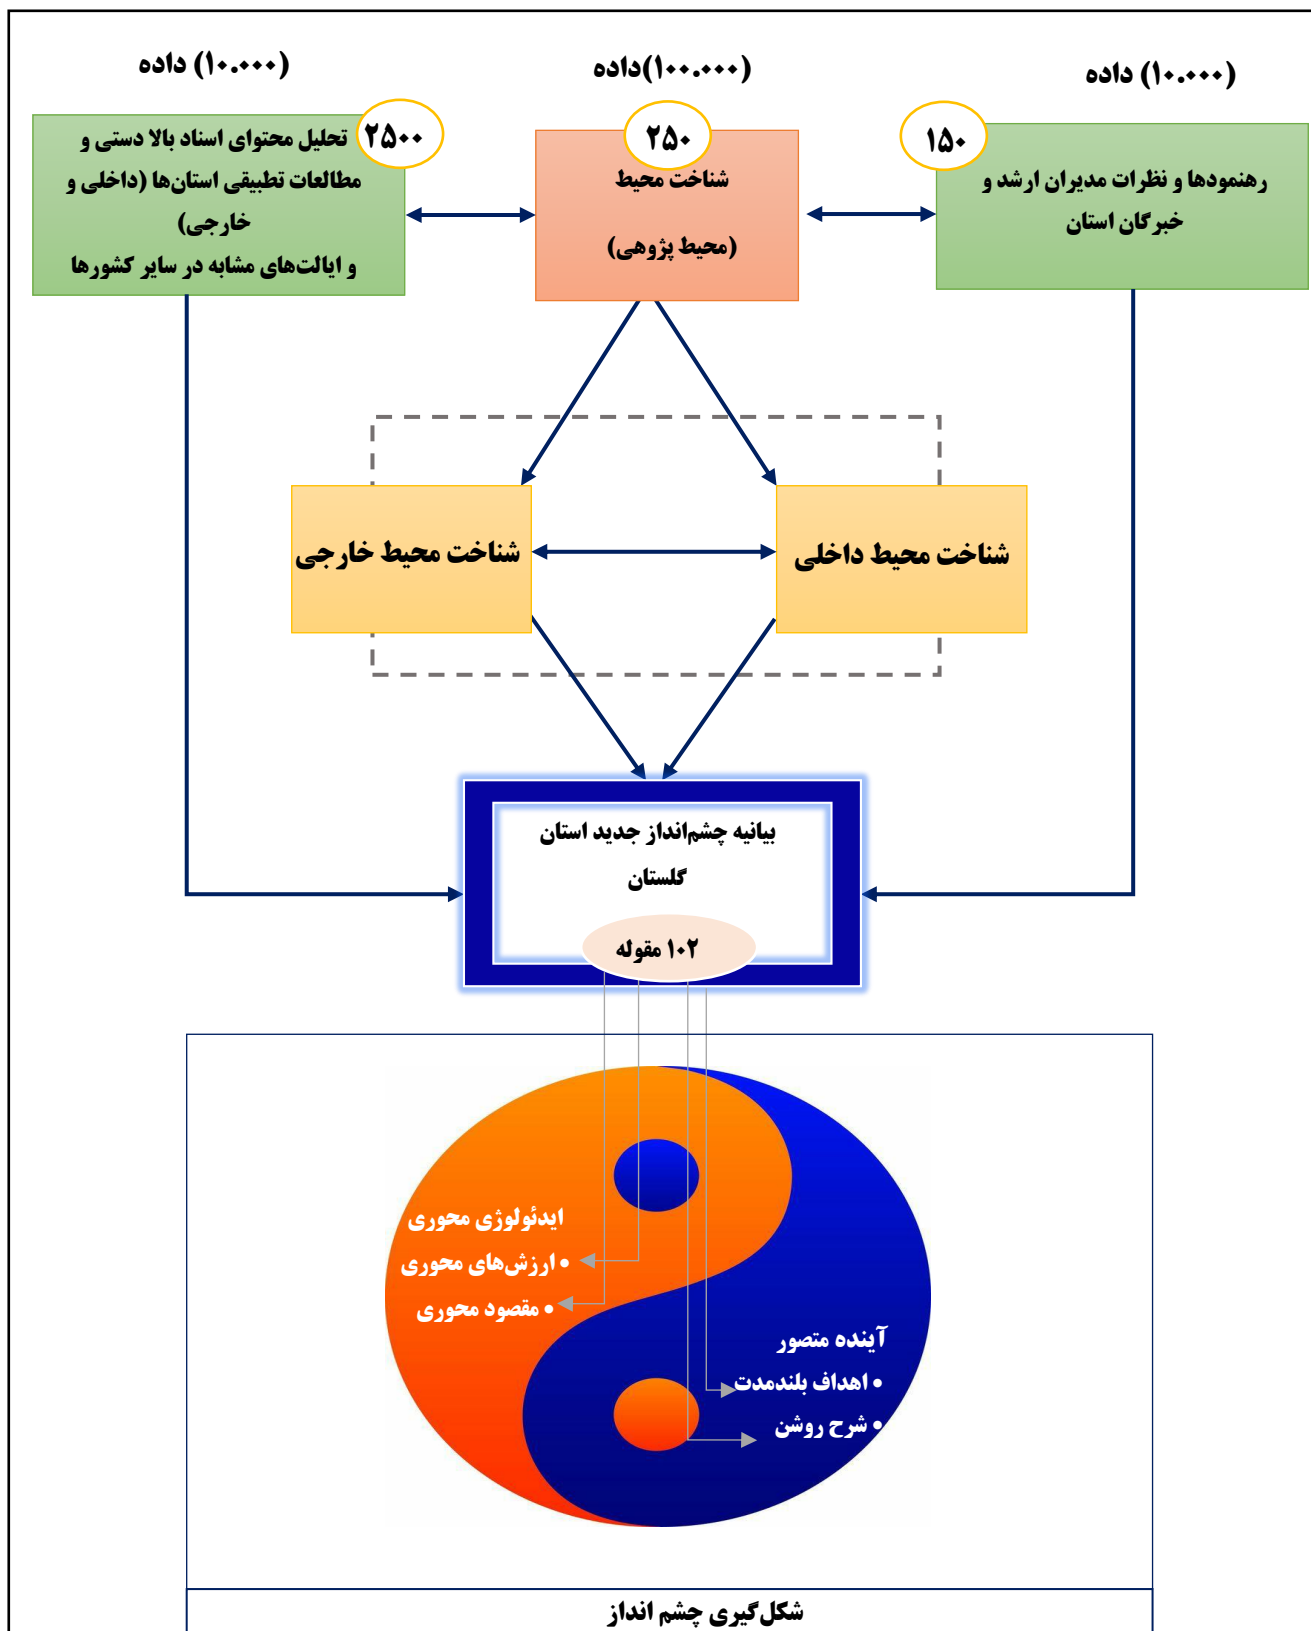 (۱۰.۰۰۰) داده
(۱۰۰.۰۰۰)داده
(۱۰.۰۰۰) داده
۱۵۰
رهنمودها و نظرات مدیران ارشد و
خبرگان استان
۲۵۰
شناخت محیط
(محیط پژوهی)
۲۵۰۰
تحلیل محتوای اسناد بالا دستی و
مطالعات تطبیقی استان‌ها (داخلی و
خارجی)
و ایالت‌های مشابه در سایر کشورها
شناخت محیط داخلی
شناخت محیط خارجی
بیانیه چشم‌انداز جدید استان
گلستان
۱۰۲ مقوله
ایدئولوژی محوری
• ارزش‌های محوری
• مقصود محوری
آینده متصور
• اهداف بلندمدت
• شرح روشن
شکل‌گیری چشم انداز